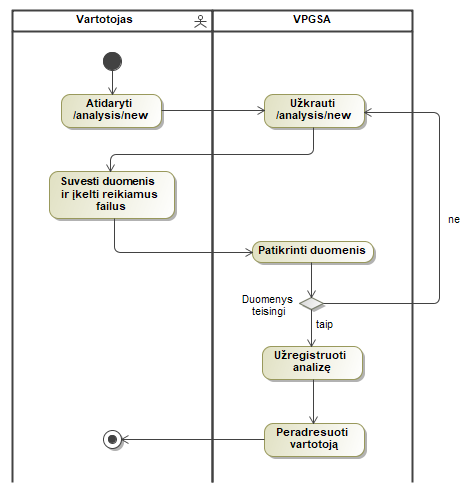 Vartotojas
VPGSA
Atidaryti
/analysis/new
Užkrauti
/analysis/new
Suvesti duomenis
ir įkelti reikiamus
failus
ne
Patikrinti duomenis
Duomenys
teisingi
taip
Užregistruoti
analizę
Peradresuoti
vartotoją